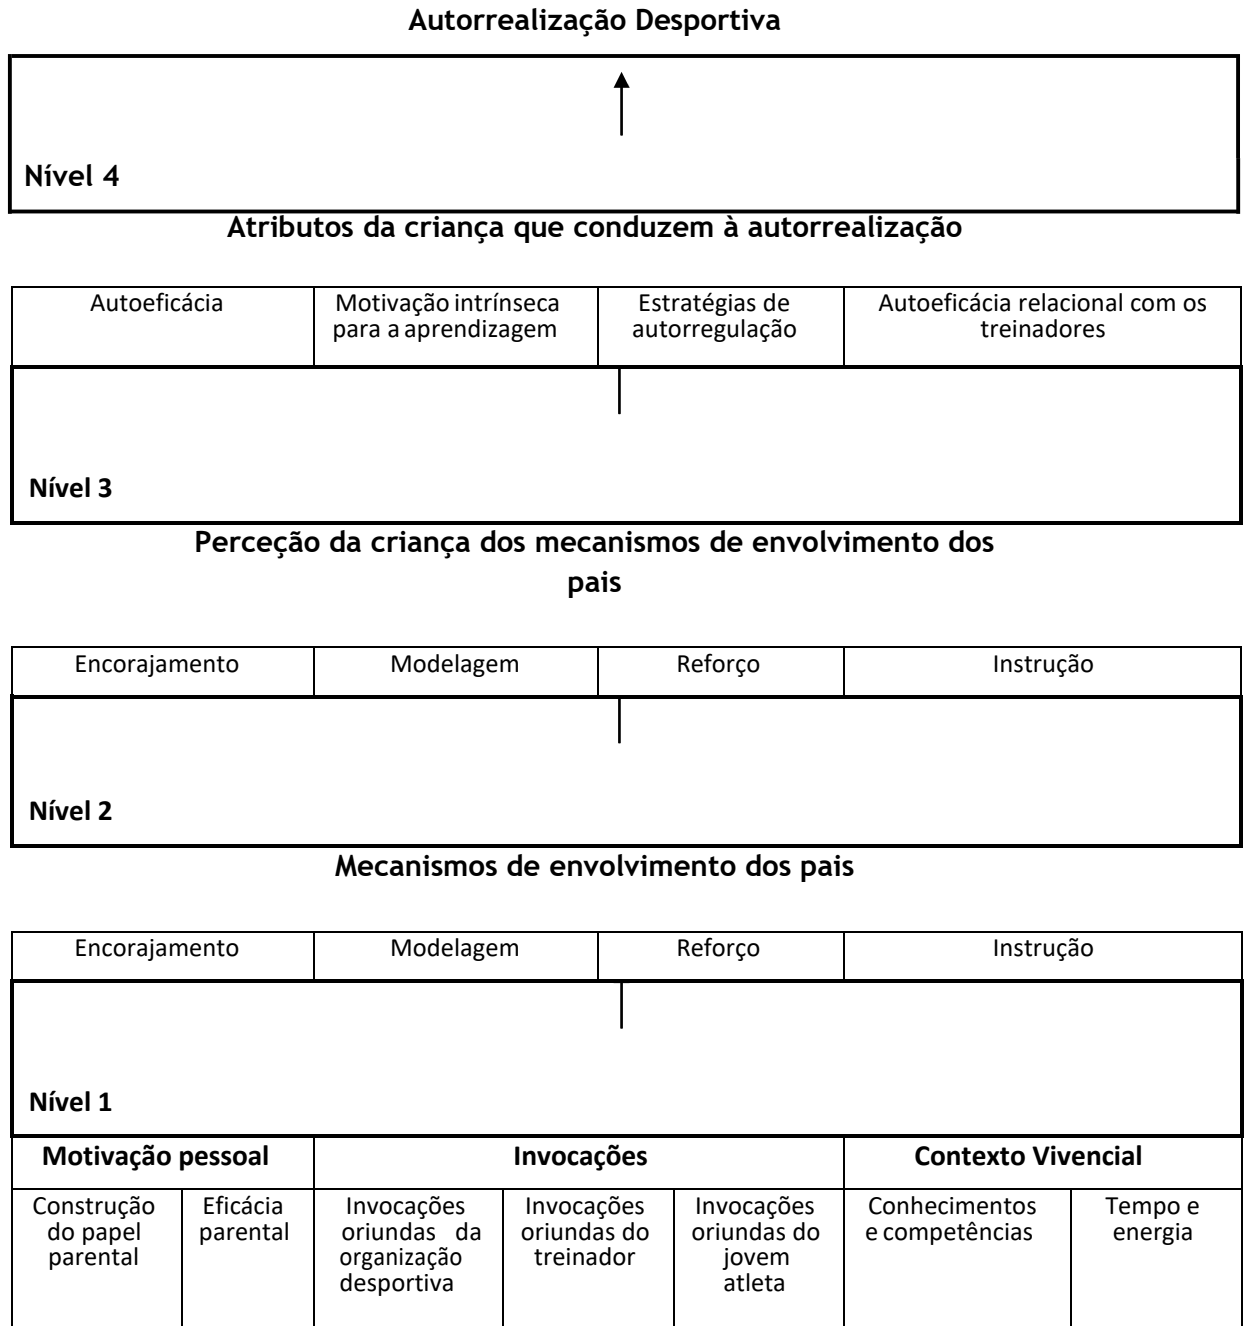 Autorrealização Desportiva
Nível 4
Atributos da criança que conduzem à autorrealização
Autoeficácia
Motivação intrínseca
para a aprendizagem
Estratégias de
autorregulação
Autoeficácia relacional com os
treinadores
Nível 3
Perceção da criança dos mecanismos de envolvimento dos
pais
Encorajamento
Modelagem
Reforço
Instrução
Nível 2
Mecanismos de envolvimento dos pais
Encorajamento
Modelagem
Reforço
Instrução
Nível 1
Motivação pessoal
Invocações
Contexto Vivencial
Construção
do papel
parental
Eficácia
parental
Invocações
oriundas da
organização
desportiva
Invocações
oriundas do
treinador
Invocações
oriundas do
jovem
atleta
Conhecimentos
e competências
Tempo e
energia